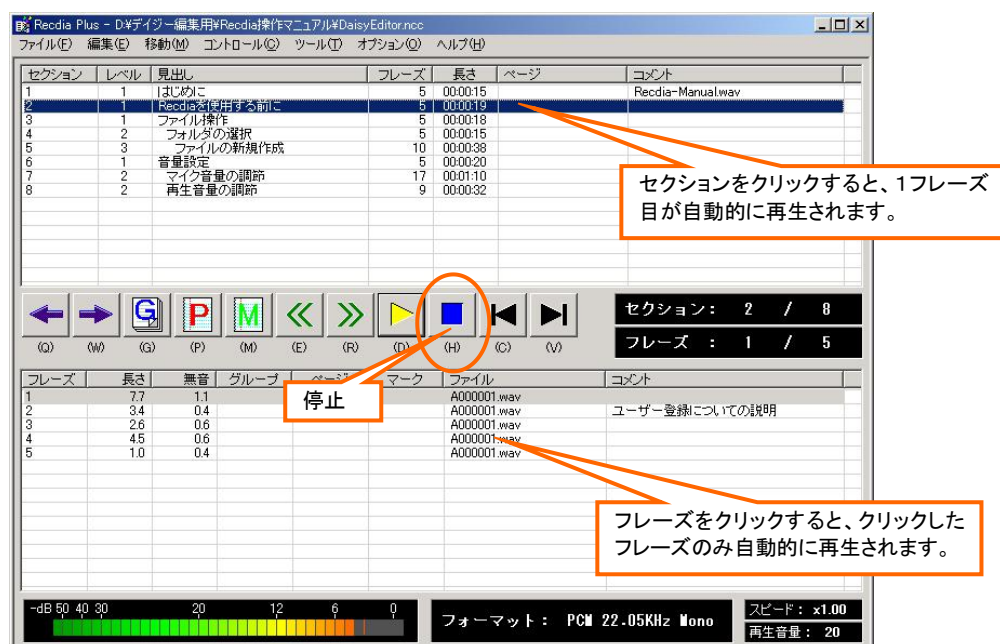 Recdia Plus - D:¥デイジー編集用¥Recdia操作マニュアル¥DaisyEditor.ncc
ファイル(F) 編集(E) 移動(M) コントロール(C) ツール(T) オプション(O) ヘルプ(H)
セクション レベル 見出し フレーズ 長さ ページ コメント
1 1 はじめに 5 00:00:15 Recdia-Manual.wav
2 1 Recdiaを使用する前に 5 00:00:19
3 1 ファイル操作 5 00:00:18
4 2 フォルダの選択 5 00:00:15
5 3 ファイルの新規作成 10 00:00:38
6 1 音量設定 5 00:00:20
7 2 マイク音量の調節 17 00:01:10
8 2 再生音量の調節 9 00:00:32
セクションをクリックすると、1フレーズ
目が自動的に再生されます。
G P M
(Q) (W) (G) (P) (M) (E) (R) (D) (H) (C) (V)
セクション: 2 / 8
フレーズ : 1 / 5
停止
フレーズ 長さ 無音 グループ ページ マーク ファイル コメント
1 7.7 1.1 A000001.wav
2 3.4 0.4 A000001.wav ユーザー登録についての説明
3 2.6 0.6 A000001.wav
4 4.5 0.6 A000001.wav
5 1.0 0.4 A000001.wav
フレーズをクリックすると、クリックした
フレーズのみ自動的に再生されます。
-dB 50 40 30 20 12 6 0
フォーマット: PCM 22.05KHz Mono
スピード: x1.00
再生音量: 20